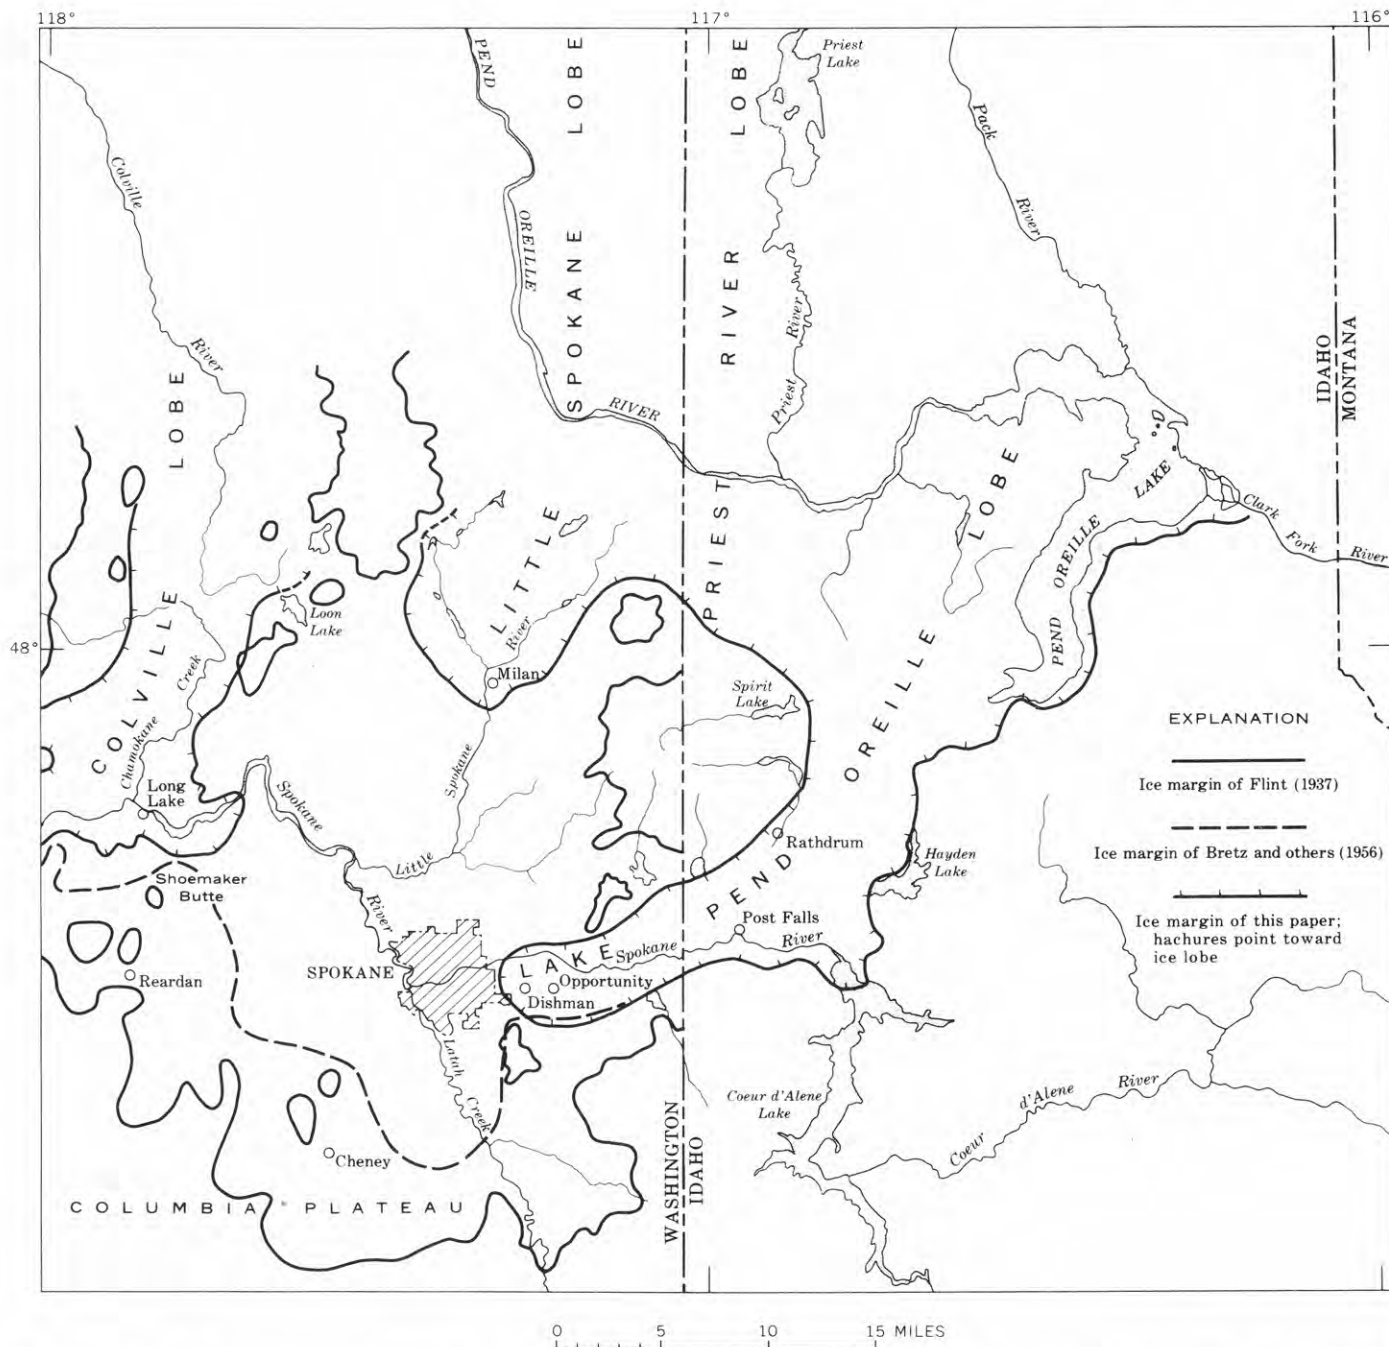 118°
117°
116°
PEND
OREILLE
RIVER
SPOKANE LOBE
LITTLE
PRIEST RIVER LOBE
Priest
Lake
Priest River
Pack
River
Colville
River
COLVILLE LOBE
IDAHO
MONTANA
LAKE
PEND OREILLE
Clark
Fork
River
LAKE PEND OREILLE LOBE
48°
Loon
Lake
River
Milan
Chamokane Creek
Spirit
Lake
EXPLANATION
Ice margin of Flint (1937)
Ice margin of Bretz and others (1956)
Ice margin of this paper;
hachures point toward
ice lobe
Long
Lake
Spokane
Spokane
Little
Rathdrum
Hayden
Lake
Shoemaker
Butte
River
Post Falls
Spokane
River
Reardan
SPOKANE
Opportunity
Dishman
Latah
Creek
Coeur d'Alene
Lake
Coeur
d'Alene
River
Cheney
WASHINGTON
IDAHO
COLUMBIA PLATEAU
0 5 10 15 MILES